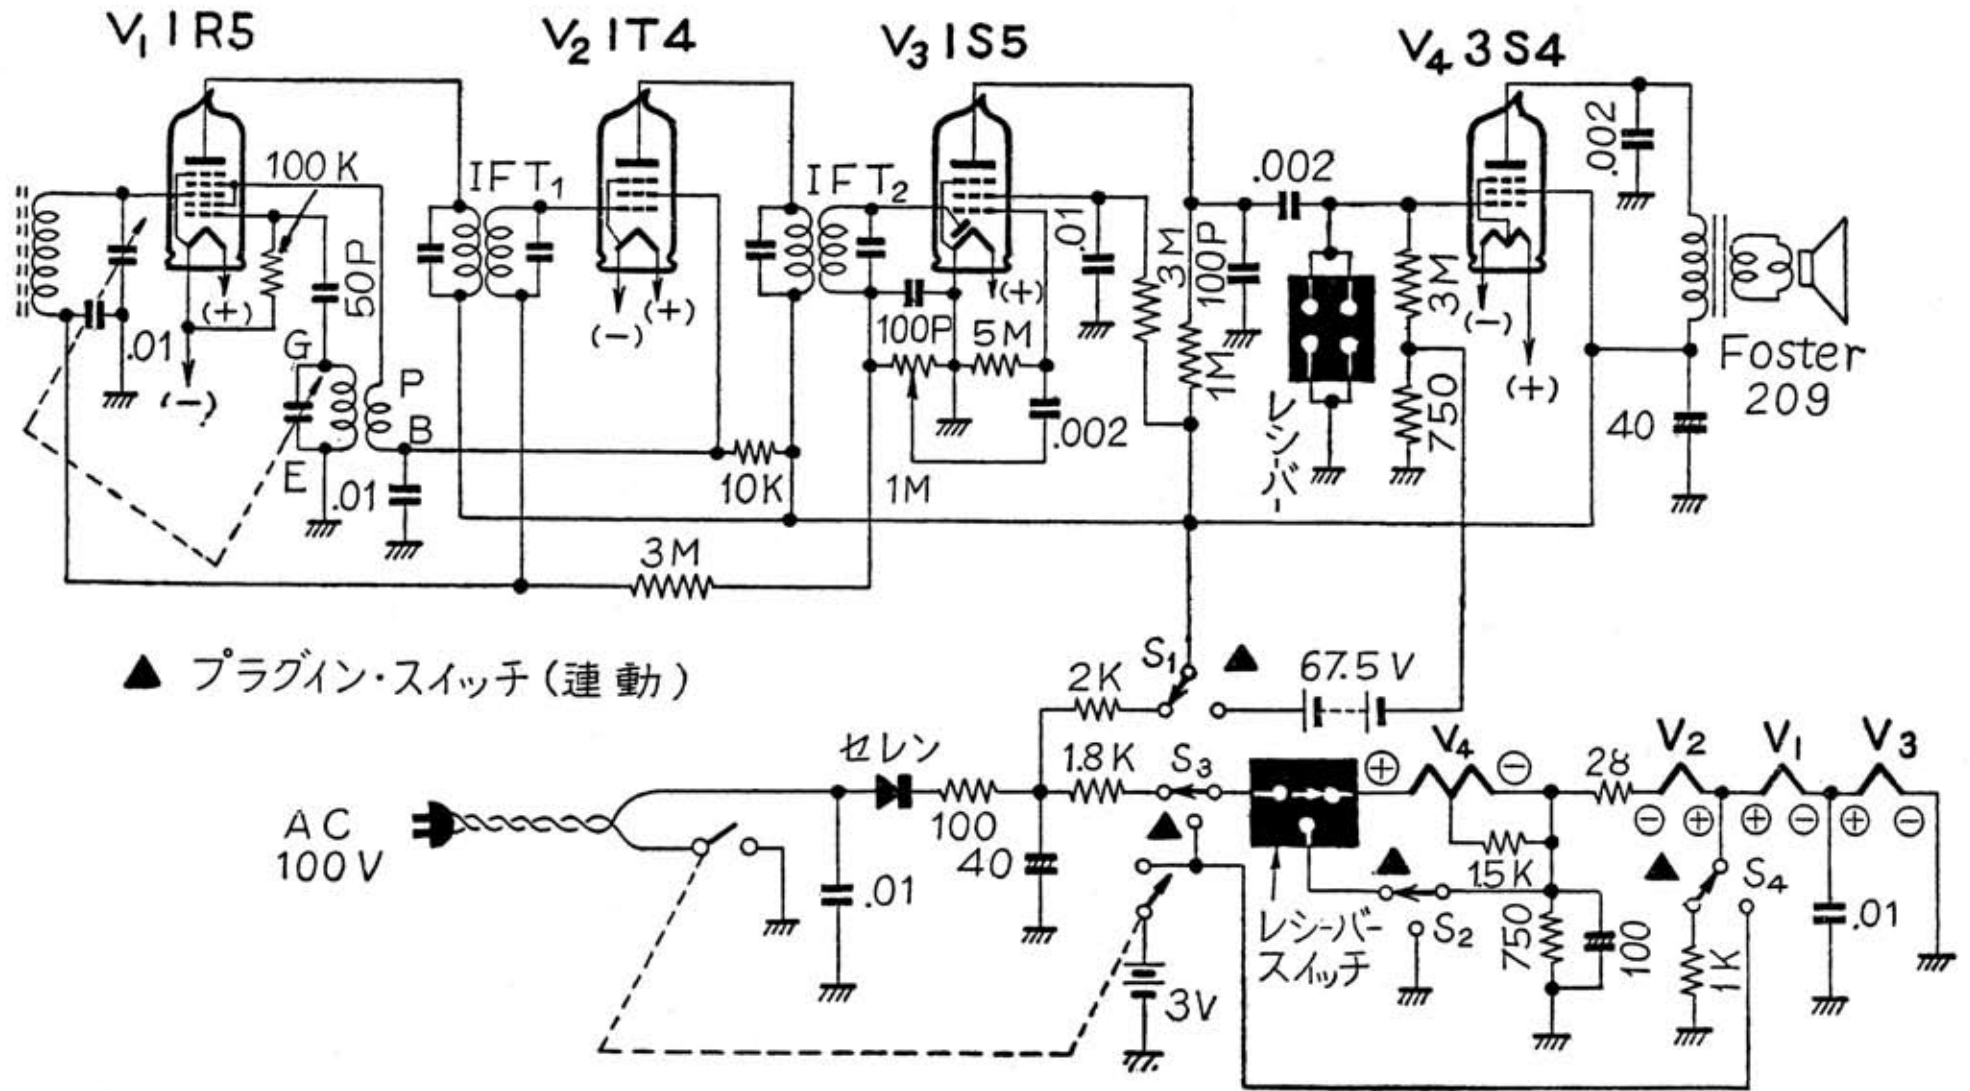 V₁ 1R5
V₂ 1T4
V₃ 1S5
V₄ 3S4
100K
IFT₁
IFT₂
.002
.002
50P
.01
(+)
(-)
G
P
B
E
.01
(-)
(+)
10K
100P
5M
(+)
1M
.002
.01
3M
100P
1M
レシーバー
3M
750
(-)
(+)
40
Foster
209
3M
▲ プラグイン・スイッチ(連動)
S₁
▲
67.5V
2K
セレン
1.8K
S₃
⊕
V₄
⊖
28
V₂
V₁
V₃
⊖
⊕
⊕
⊖
⊕
⊖
AC
100V
100
40
.01
▲
▲
1.5K
S₂
レシーバー
スイッチ
750
100
▲
S₄
1K
.01
3V